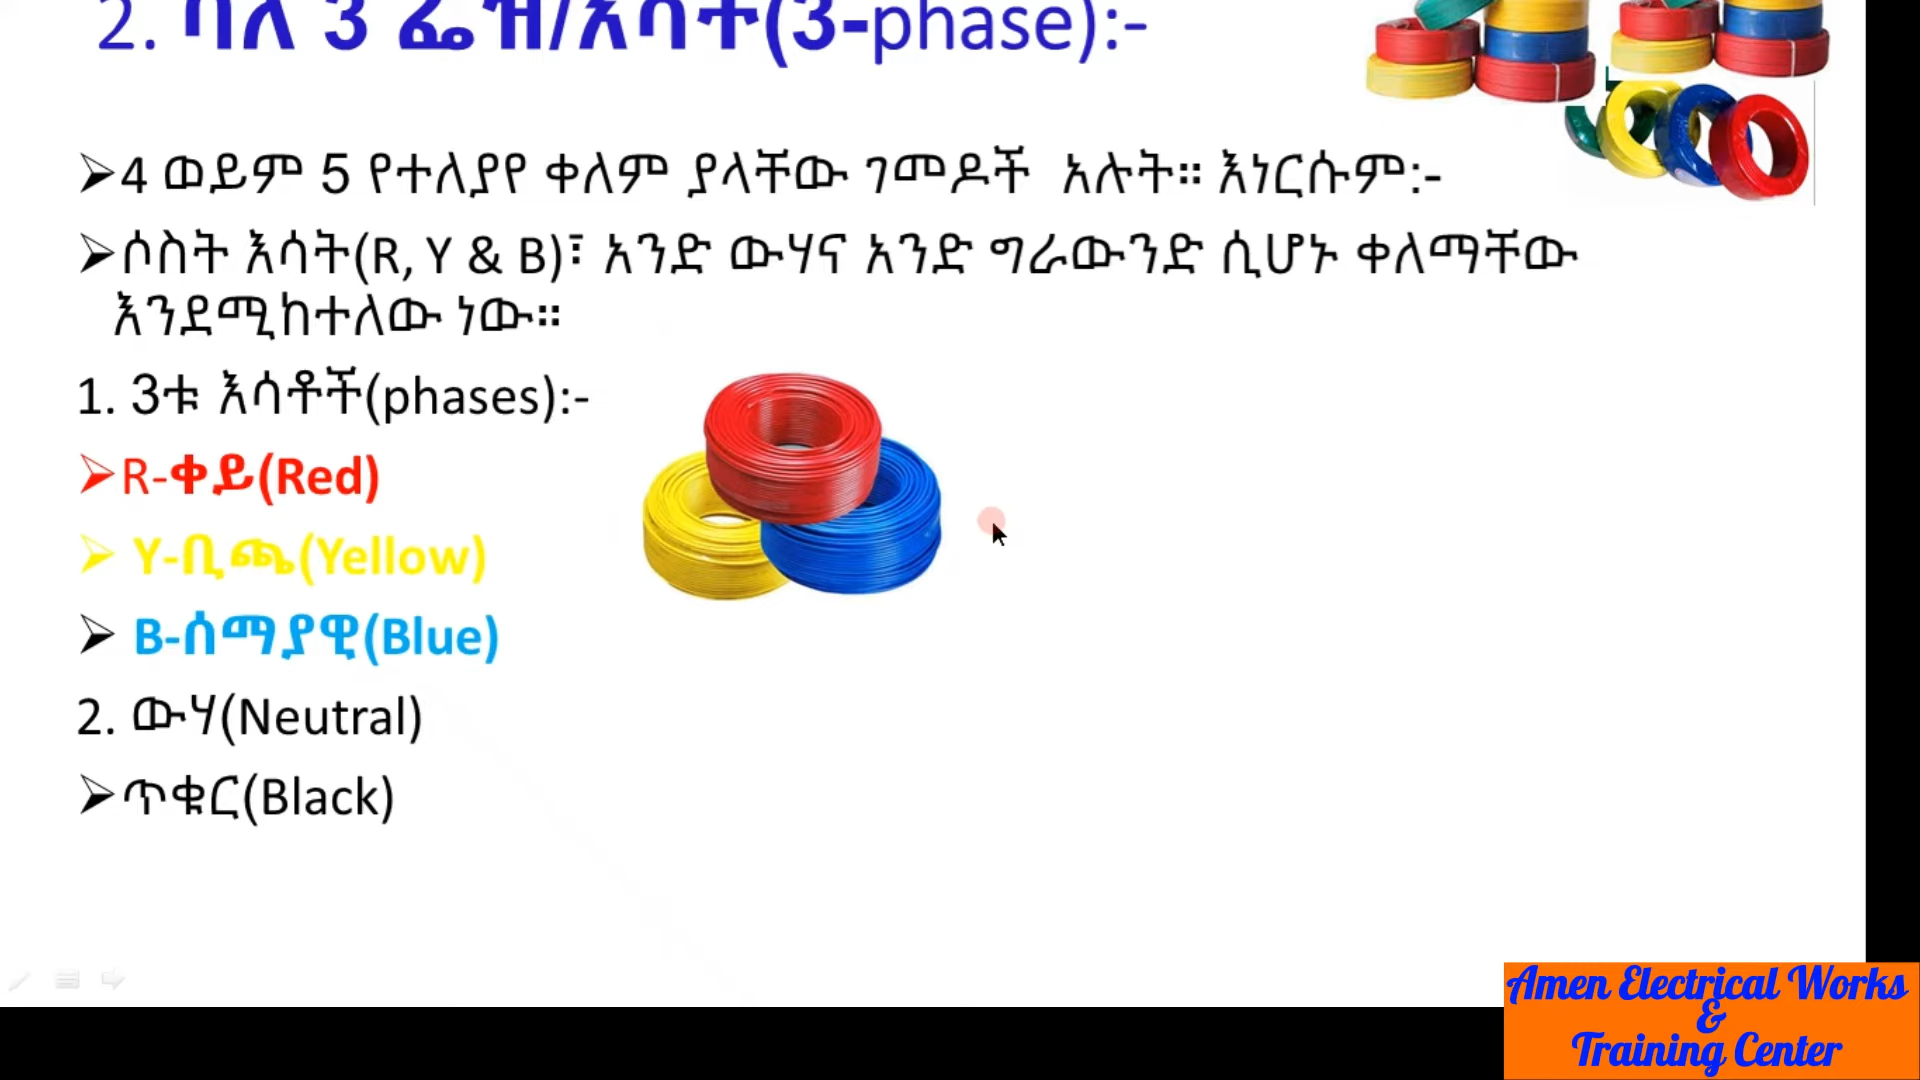 2. ባለ 3 ፌዝ/እሳት(3-phase):-
➢4 ወይም 5 የተለያየ ቀለም ያላቸው ገመዶች አሉት። እነርሱም:-
➢ሶስት እሳት(R, Y & B)፣ አንድ ውሃና አንድ ግራውንድ ሲሆኑ ቀለማቸው
እንደሚከተለው ነው።
1. 3ቱ እሳቶች(phases):-
➢R-ቀይ(Red)
➢ Y-ቢጫ(Yellow)
➢ B-ሰማያዊ(Blue)
2. ውሃ(Neutral)
➢ጥቁር(Black)
Amen Electrical Works
&
Training Center